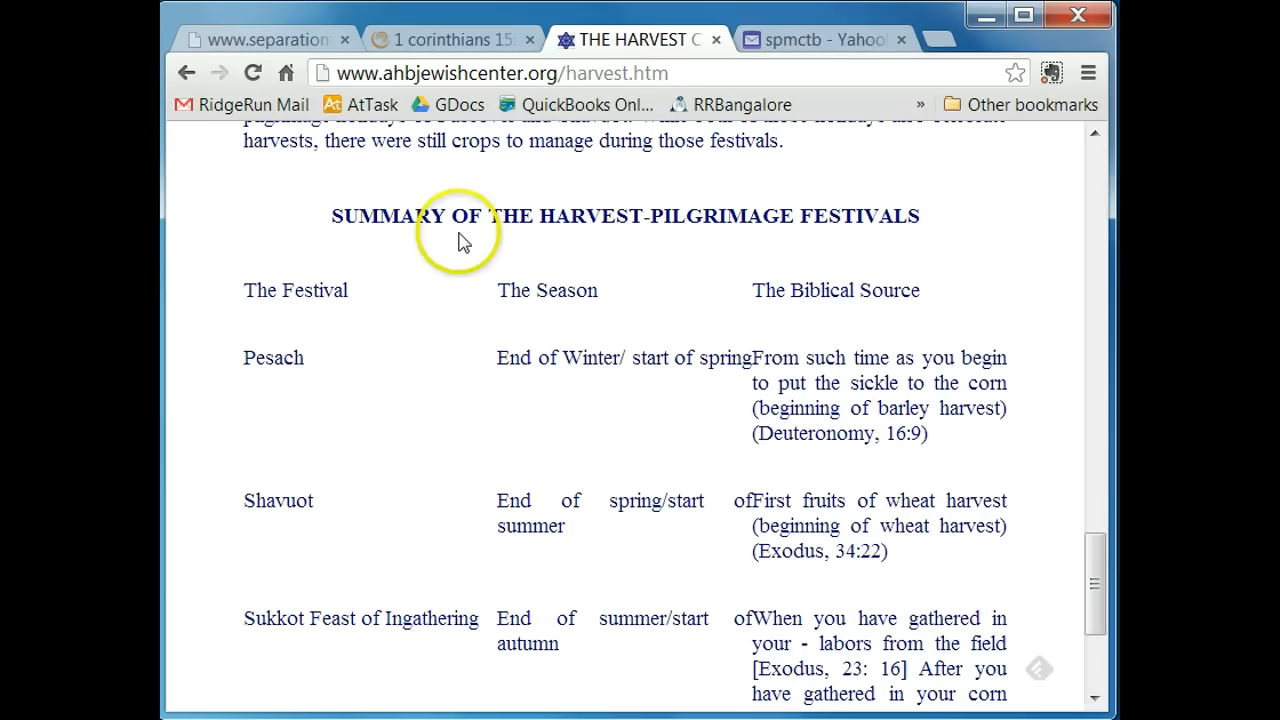 www.separation
1 corinthians 15:
THE HARVEST C
spmctb - Yahoo!
www.ahbjewishcenter.org/harvest.htm
RidgeRun Mail
AtTask
GDocs
QuickBooks Onl...
RRBangalore
»
Other bookmarks
harvests, there were still crops to manage during those festivals.
SUMMARY OF THE HARVEST-PILGRIMAGE FESTIVALS
The Festival
The Season
The Biblical Source
Pesach
End of Winter/ start of spring
From such time as you begin
to put the sickle to the corn
(beginning of barley harvest)
(Deuteronomy, 16:9)
Shavuot
End of spring/start of
summer
First fruits of wheat harvest
(beginning of wheat harvest)
(Exodus, 34:22)
Sukkot Feast of Ingathering
End of summer/start of
autumn
When you have gathered in
your - labors from the field
[Exodus, 23: 16] After you
have gathered in your corn